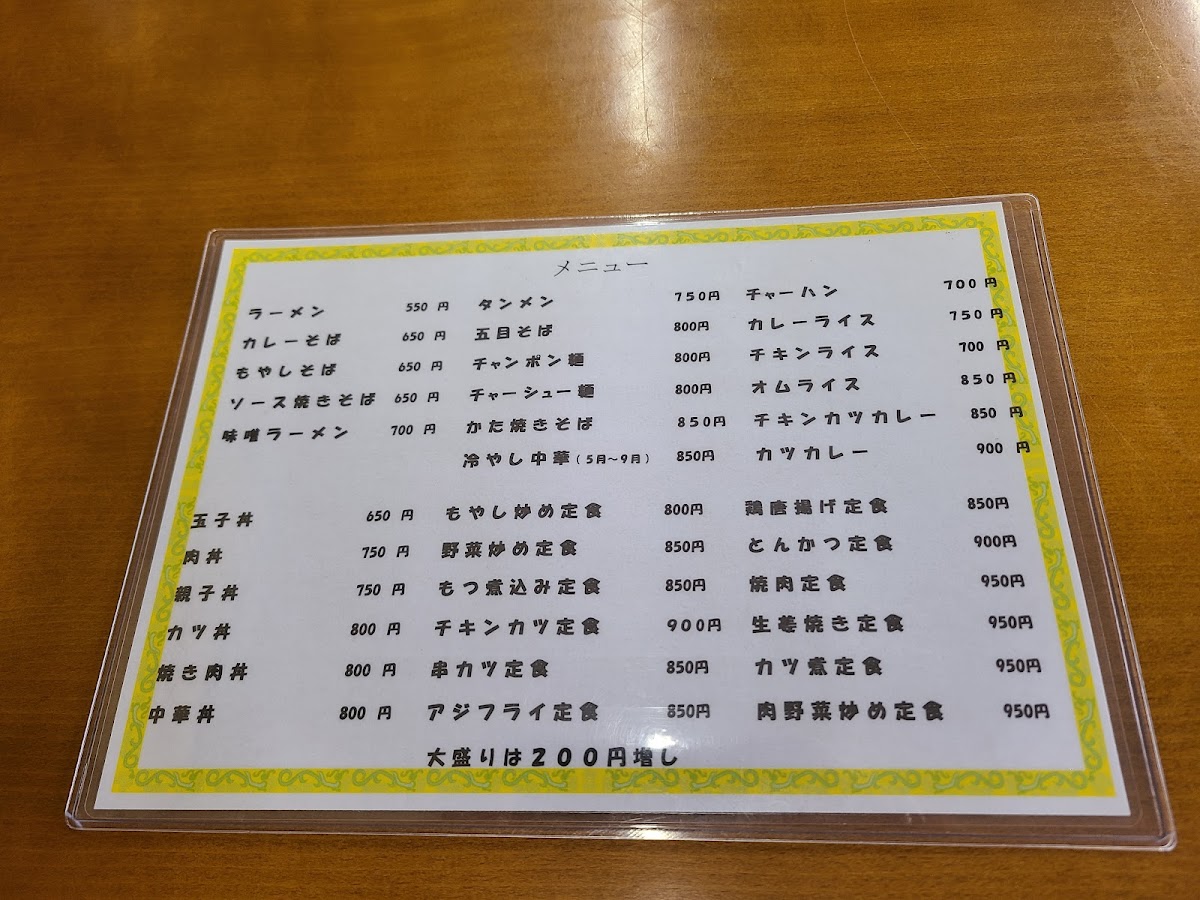 メニュー
ラーメン 550 円 タンメン 750円 チャーハン 700 円
カレーそば 650 円 五目そば 800円 カレーライス 750 円
もやしそば 650 円 チャンポン麺 800円 チキンライス 700 円
ソース焼きそば 650 円 チャーシュー麺 800円 オムライス 850 円
味噌ラーメン 700 円 かた焼きそば 850円 チキンカツカレー 850 円
冷やし中華(5月~9月) 850円 カツカレー 900 円
玉子丼 650 円 もやし炒め定食 800円 鶏唐揚げ定食 850円
肉丼 750 円 野菜炒め定食 850円 とんかつ定食 900円
親子丼 750 円 もつ煮込み定食 850円 焼肉定食 950円
カツ丼 800 円 チキンカツ定食 900円 生姜焼き定食 950円
焼き肉丼 800 円 串カツ定食 850円 カツ煮定食 950円
中華丼 800 円 アジフライ定食 850円 肉野菜炒め定食 950円
大盛りは200円増し